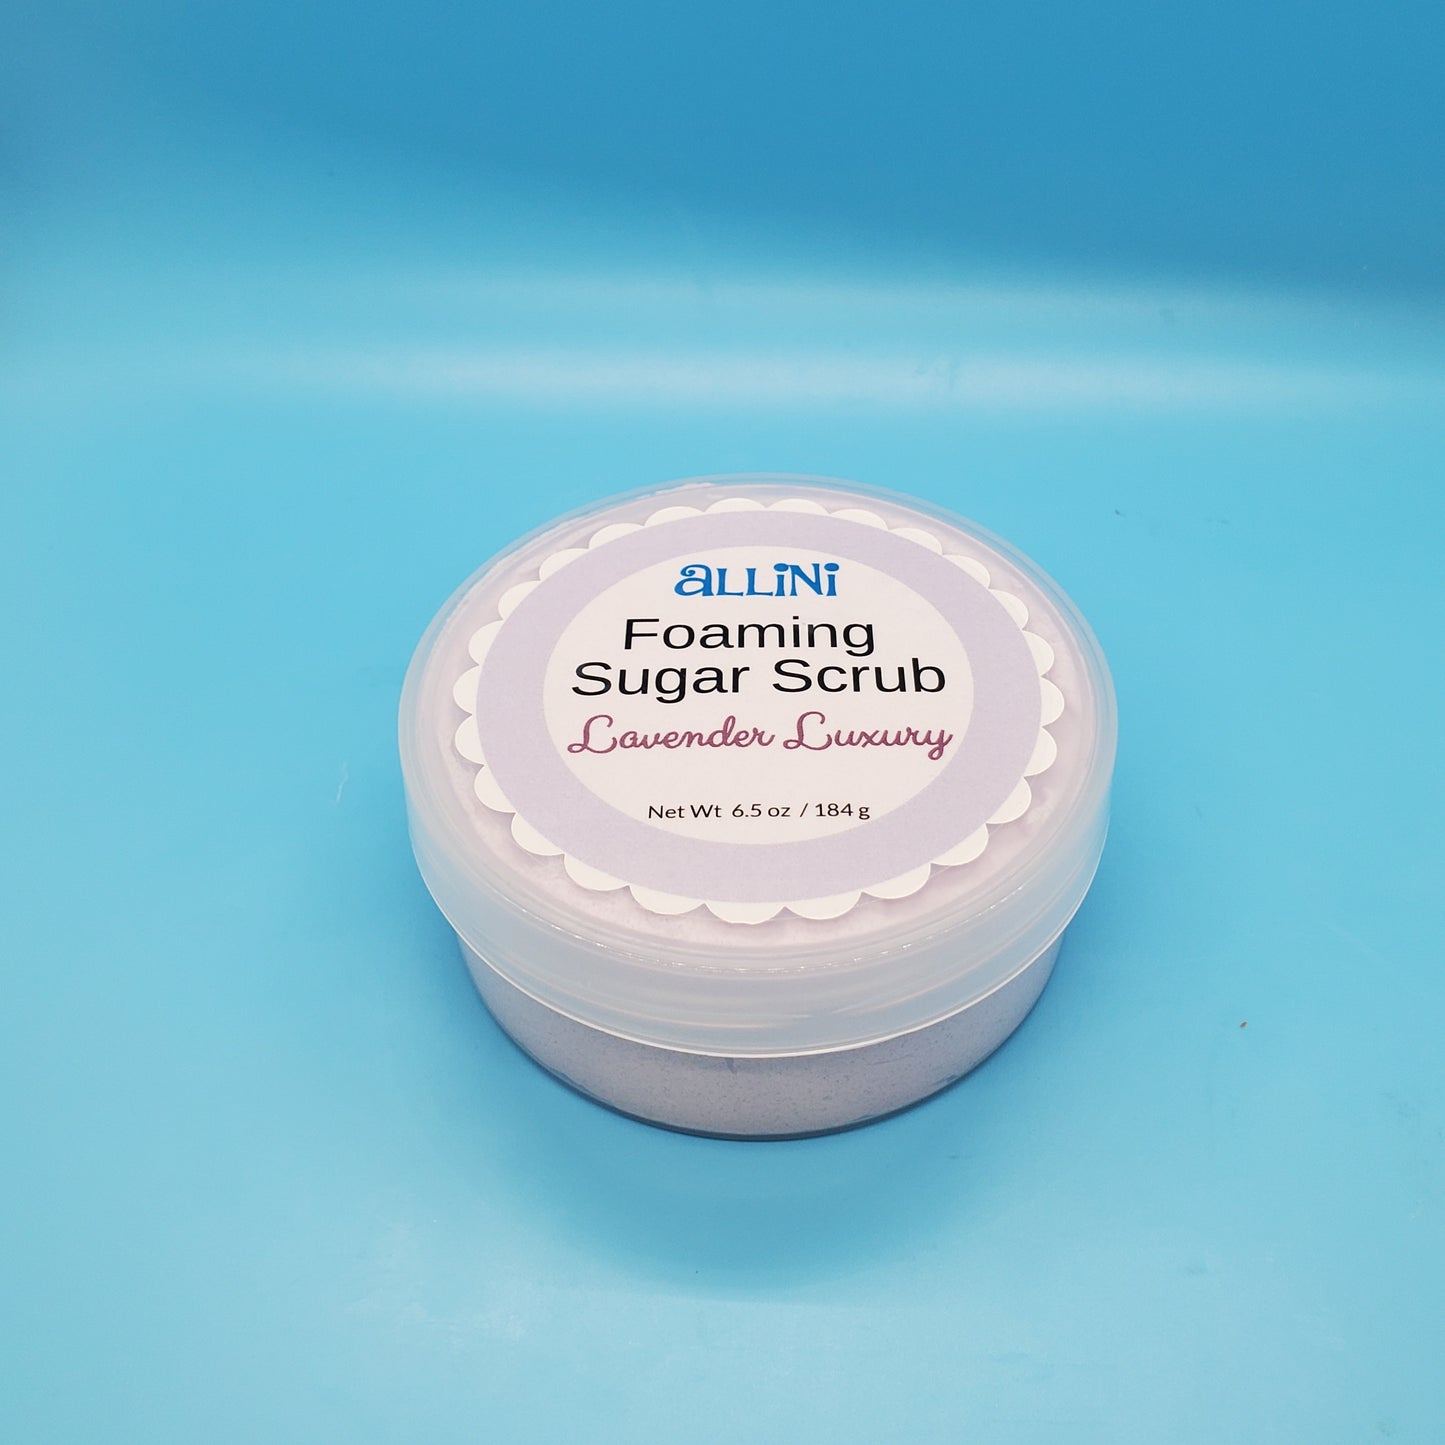 ALLiNi
Foaming
Sugar Scrub
Lavender Luxury
Net Wt 6.5 oz / 184 g